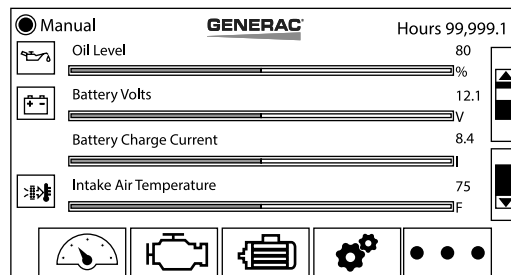 Manual GENERAC Hours 99,999.1
Oil Level 80
%
Battery Volts 12.1
V
Battery Charge Current 8.4
I
Intake Air Temperature 75
F